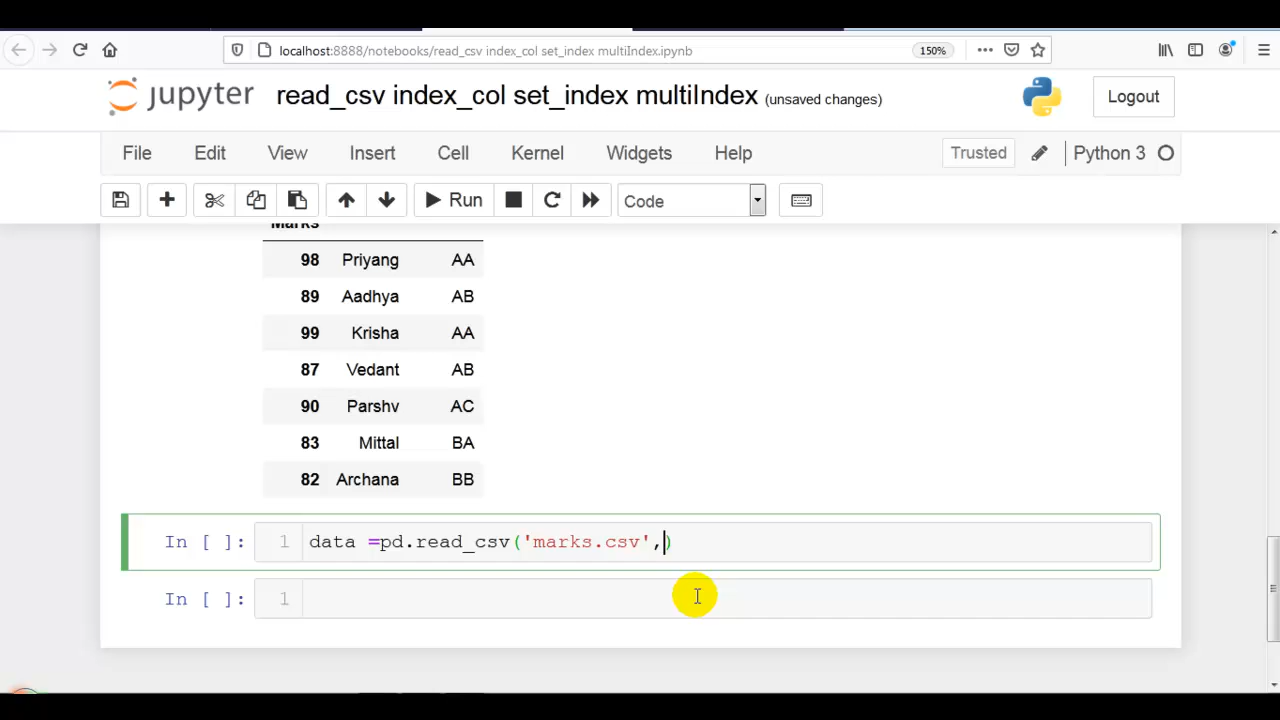 localhost:8888/notebooks/read_csv index_col set_index multiIndex.ipynb
150%
jupyter read_csv index_col set_index multiIndex (unsaved changes)
Logout
File Edit View Insert Cell Kernel Widgets Help
Trusted
Python 3
Run
Code
Marks
98 Priyang AA
89 Aadhya AB
99 Krisha AA
87 Vedant AB
90 Parshv AC
83 Mittal BA
82 Archana BB
In [ ]: 1 data =pd.read_csv('marks.csv',)
In [ ]: 1